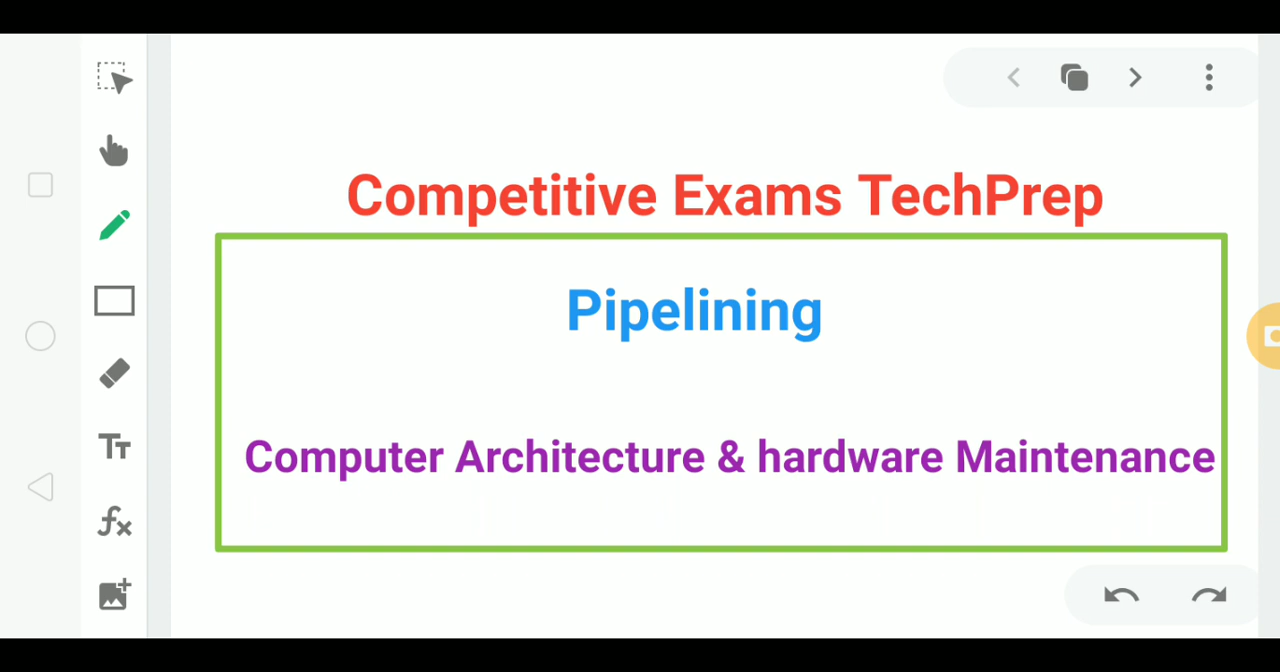 Competitive Exams TechPrep
Pipelining
Computer Architecture & hardware Maintenance